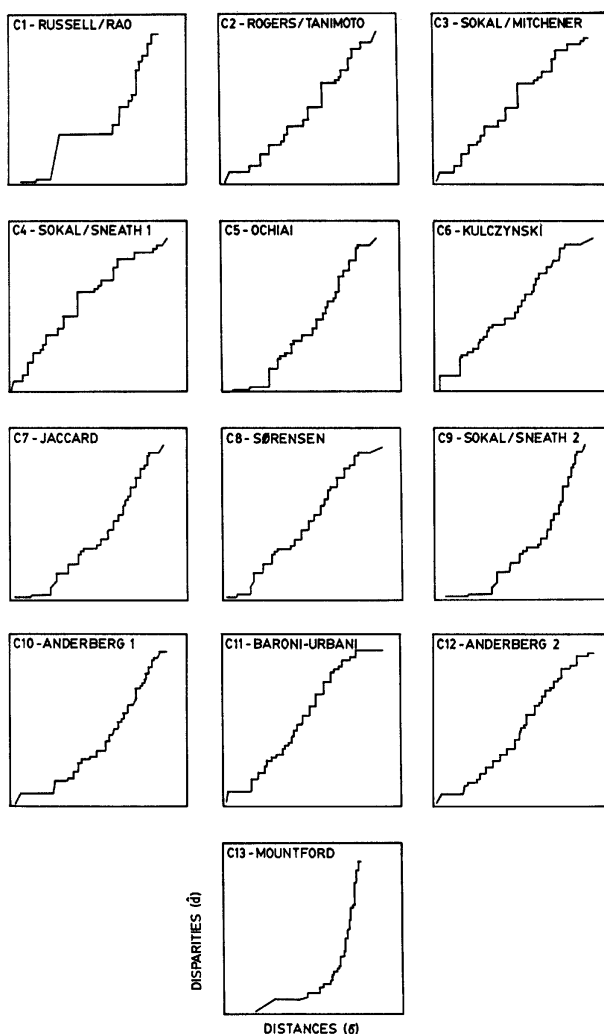 C1-RUSSELL/RAO
C2-ROGERS/TANIMOTO
C3-SOKAL/MITCHENER
C4-SOKAL/SNEATH 1
C5-OCHIAI
C6-KULCZYNSKI
C7-JACCARD
C8-SØRENSEN
C9-SOKAL/SNEATH 2
C10-ANDERBERG 1
C11-BARONI-URBANI
C12-ANDERBERG 2
C13-MOUNTFORD
DISPARITIES (d̂)
DISTANCES (δ)